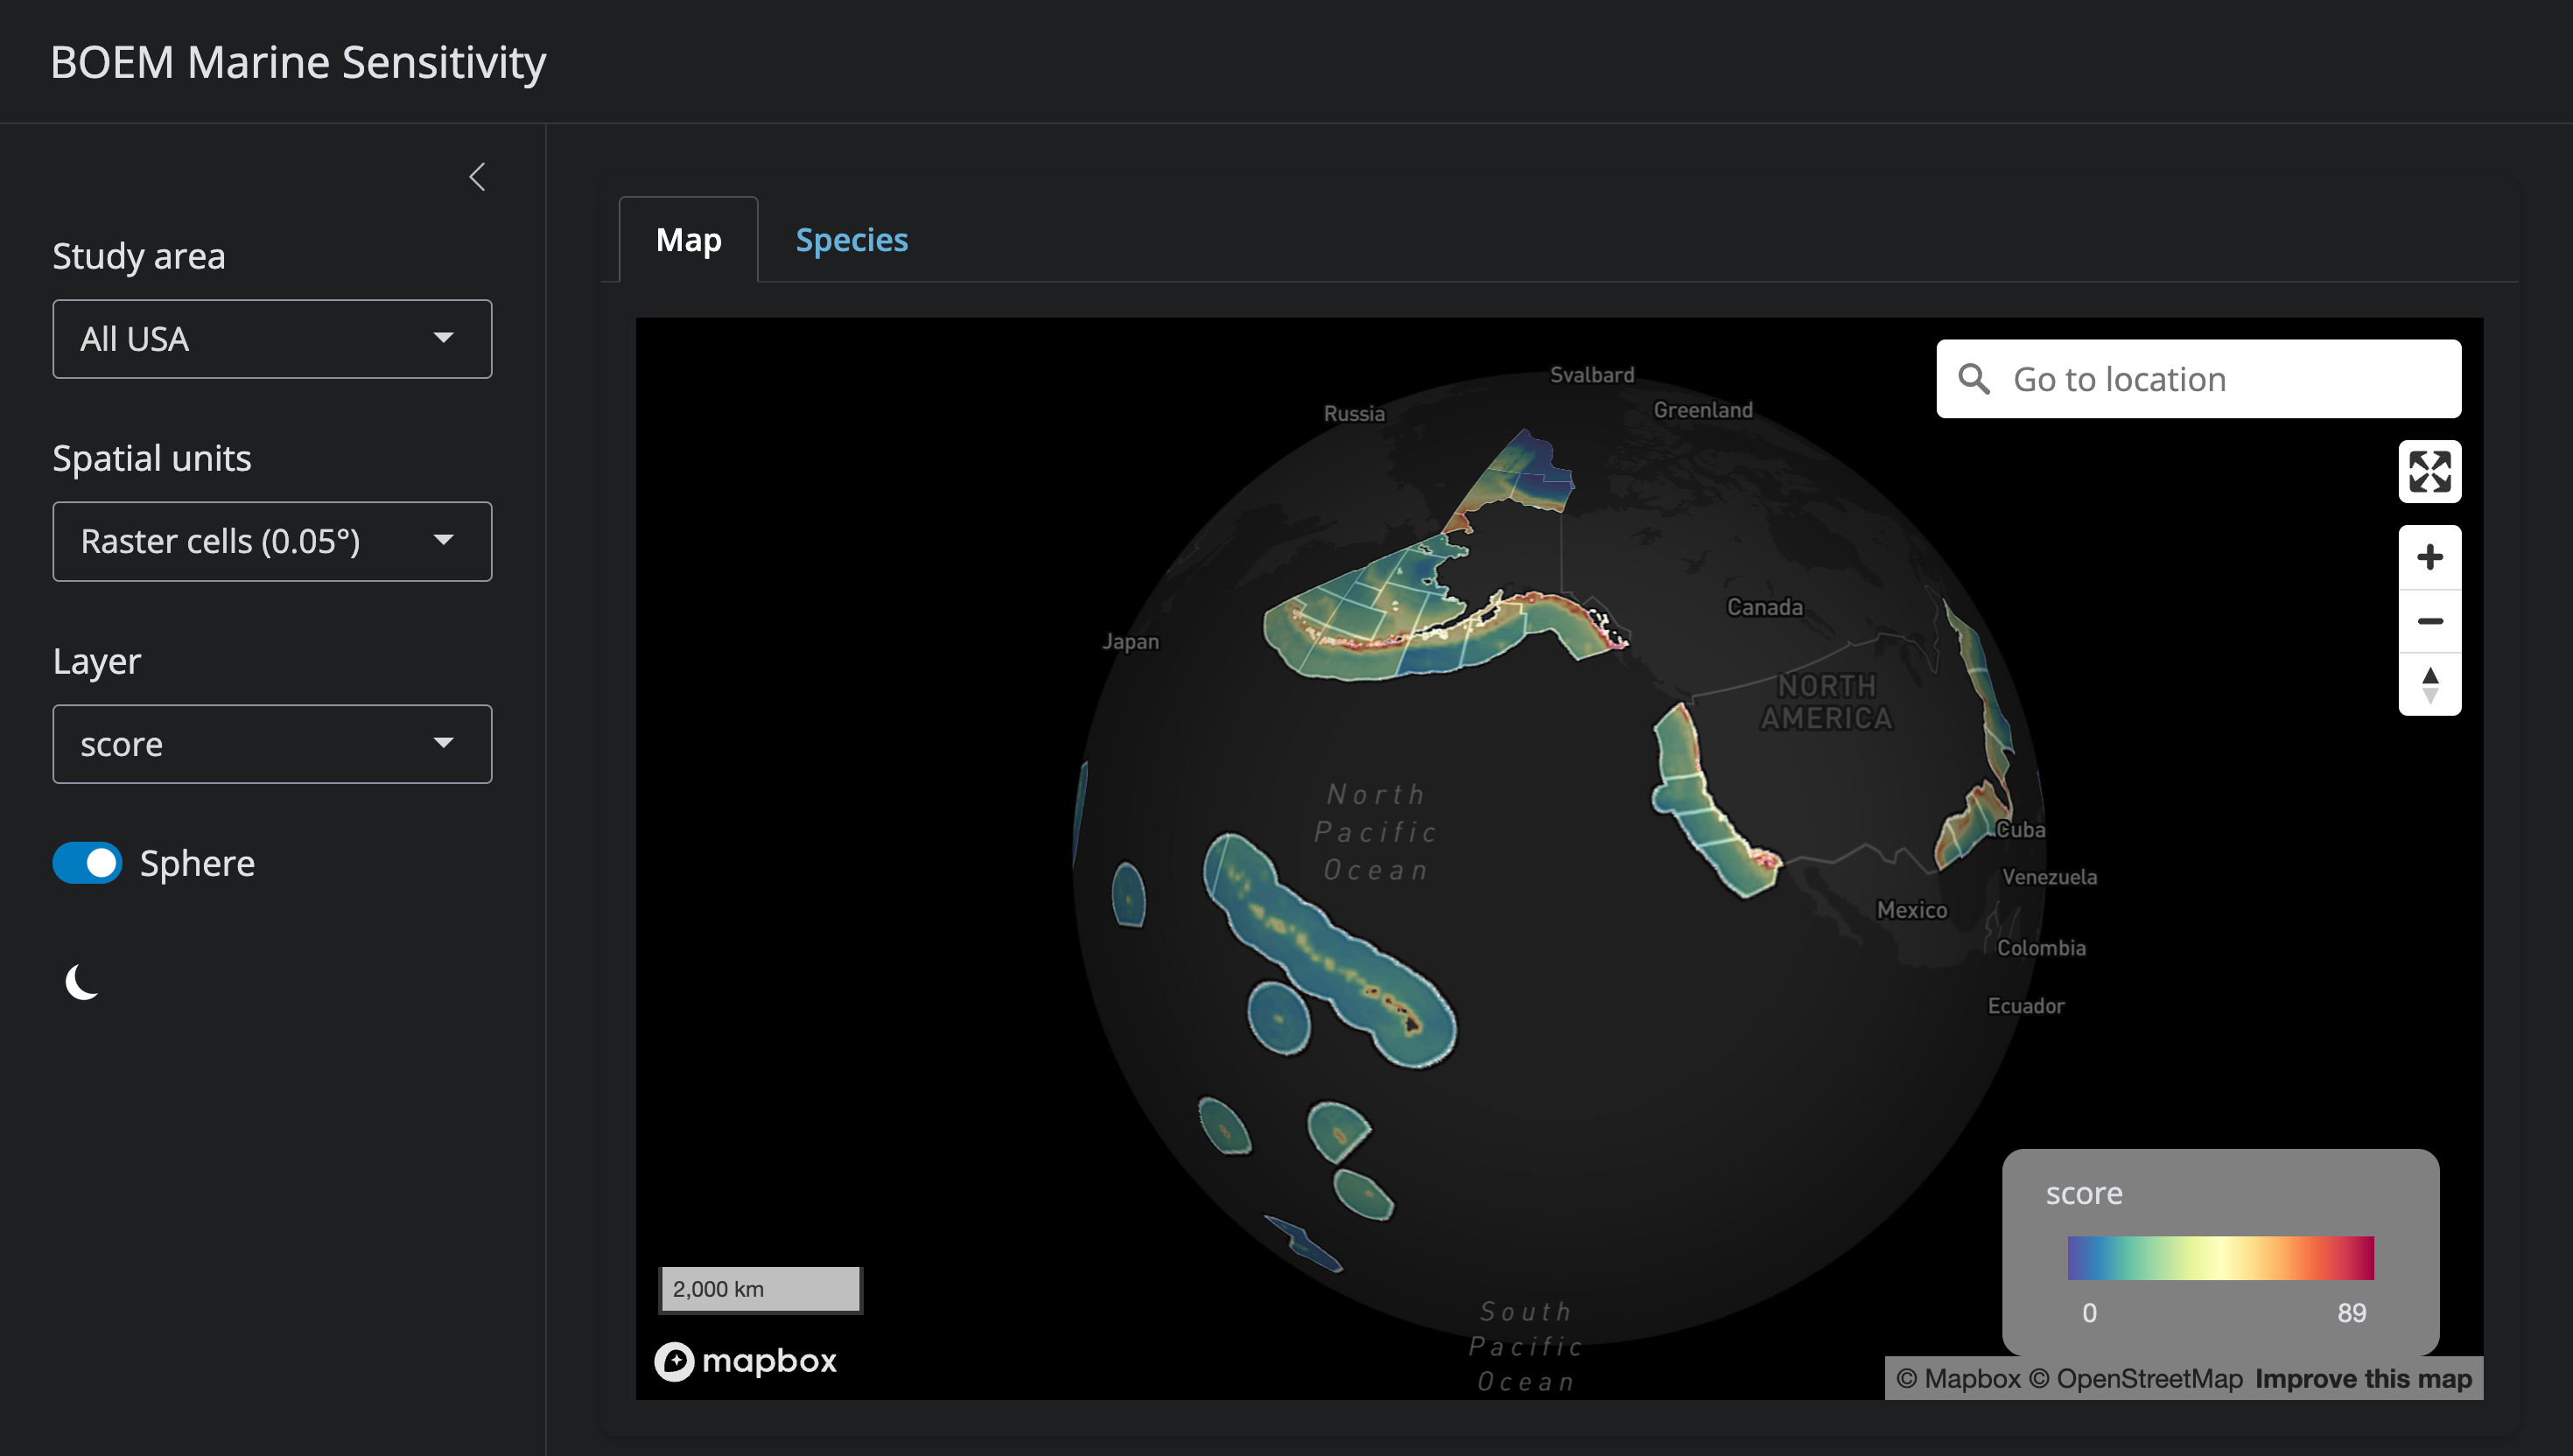 BOEM Marine Sensitivity
Study area
All USA
Spatial units
Raster cells (0.05°)
Layer
score
Sphere
Map
Species
Go to location
Svalbard
Russia
Greenland
Canada
Japan
NORTH
AMERICA
North
Pacific
Ocean
Cuba
Venezuela
Mexico
Colombia
Ecuador
score
0
89
2,000 km
South
Pacific
Ocean
mapbox
© Mapbox © OpenStreetMap Improve this map